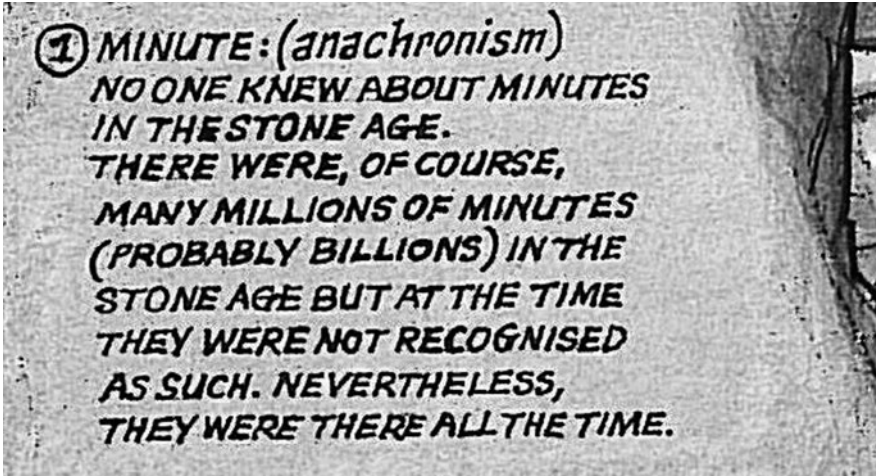 ① MINUTE: (anachronism)
NO ONE KNEW ABOUT MINUTES
IN THE STONE AGE.
THERE WERE, OF COURSE,
MANY MILLIONS OF MINUTES
(PROBABLY BILLIONS) IN THE
STONE AGE BUT AT THE TIME
THEY WERE NOT RECOGNISED
AS SUCH. NEVERTHELESS,
THEY WERE THERE ALL THE TIME.